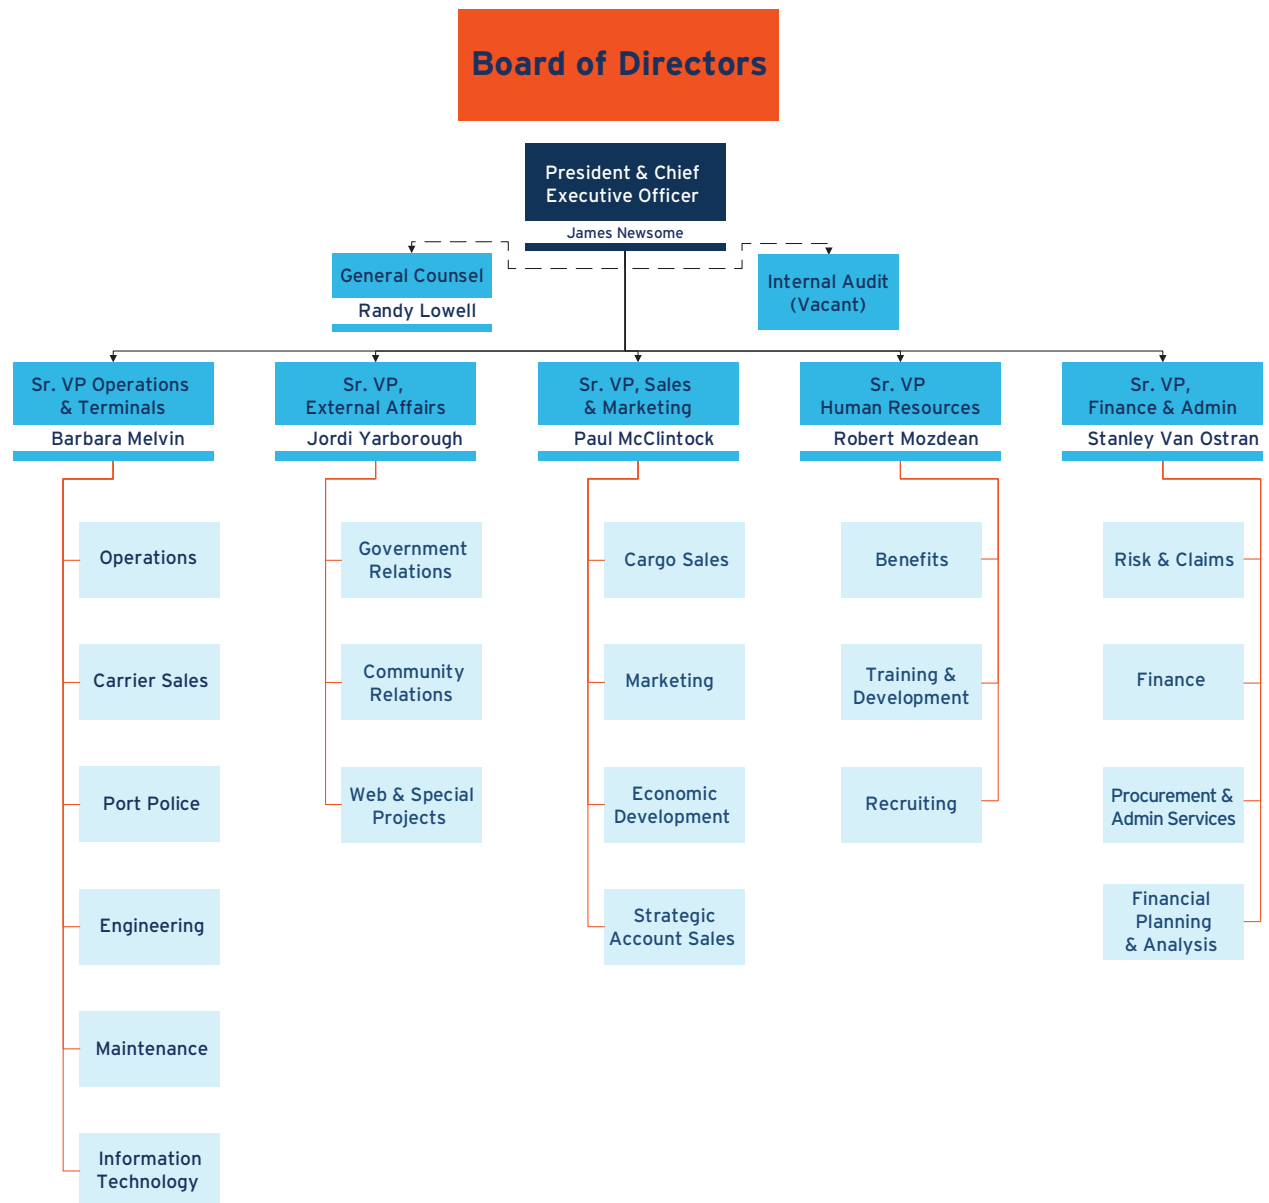 Board of Directors
President & Chief
Executive Officer
James Newsome
General Counsel
Randy Lowell
Internal Audit
(Vacant)
Sr. VP Operations
& Terminals
Barbara Melvin
Sr. VP,
External Affairs
Jordi Yarborough
Sr. VP, Sales
& Marketing
Paul McClintock
Sr. VP
Human Resources
Robert Mozdean
Sr. VP,
Finance & Admin
Stanley Van Ostran
Operations
Carrier Sales
Port Police
Engineering
Maintenance
Information
Technology
Government
Relations
Community
Relations
Web & Special
Projects
Cargo Sales
Marketing
Economic
Development
Strategic
Account Sales
Benefits
Training &
Development
Recruiting
Risk & Claims
Finance
Procurement &
Admin Services
Financial
Planning
& Analysis